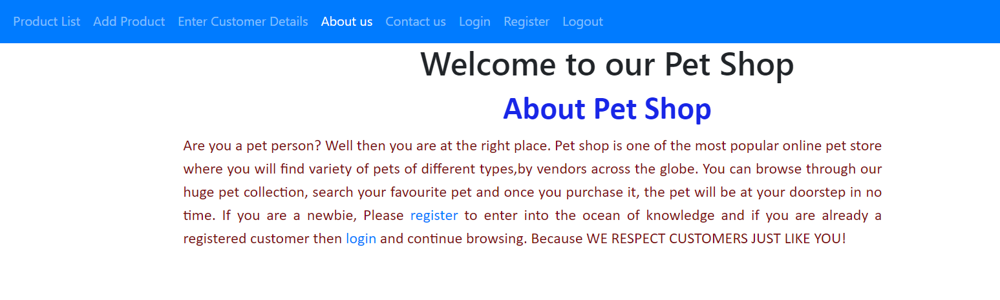 Product List Add Product Enter Customer Details About us Contact us Login Register Logout
Welcome to our Pet Shop
About Pet Shop
Are you a pet person? Well then you are at the right place. Pet shop is one of the most popular online pet store
where you will find variety of pets of different types,by vendors across the globe. You can browse through our
huge pet collection, search your favourite pet and once you purchase it, the pet will be at your doorstep in no
time. If you are a newbie, Please register to enter into the ocean of knowledge and if you are already a
registered customer then login and continue browsing. Because WE RESPECT CUSTOMERS JUST LIKE YOU!